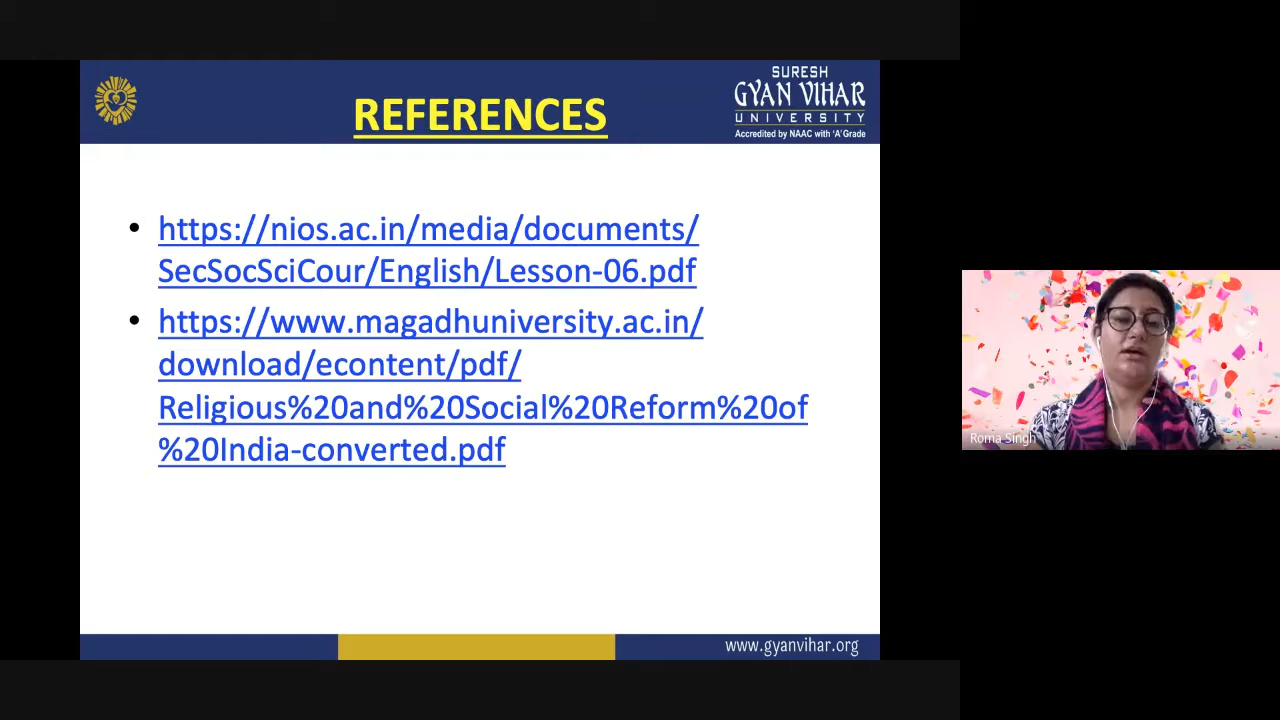 REFERENCES
SURESH
GYAN VIHAR
UNIVERSITY
Accredited by NAAC with 'A' Grade
• https://nios.ac.in/media/documents/
SecSocSciCour/English/Lesson-06.pdf
• https://www.magadhuniversity.ac.in/
download/econtent/pdf/
Religious%20and%20Social%20Reform%20of
%20India-converted.pdf
Roma Singh
www.gyanvihar.org